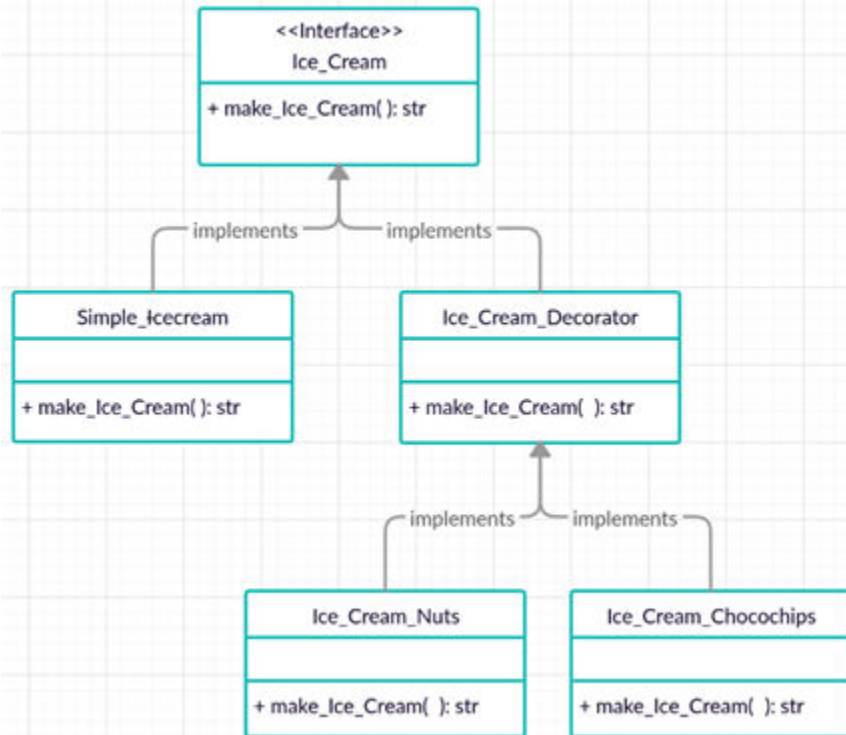 <<Interface>>
Ice_Cream
+ make_Ice_Cream( ): str
implements
implements
Simple_Icecream
Ice_Cream_Decorator
+ make_Ice_Cream( ): str
+ make_Ice_Cream(  ): str
implements
implements
Ice_Cream_Nuts
Ice_Cream_Chocochips
+ make_Ice_Cream(  ): str
+ make_Ice_Cream(  ): str